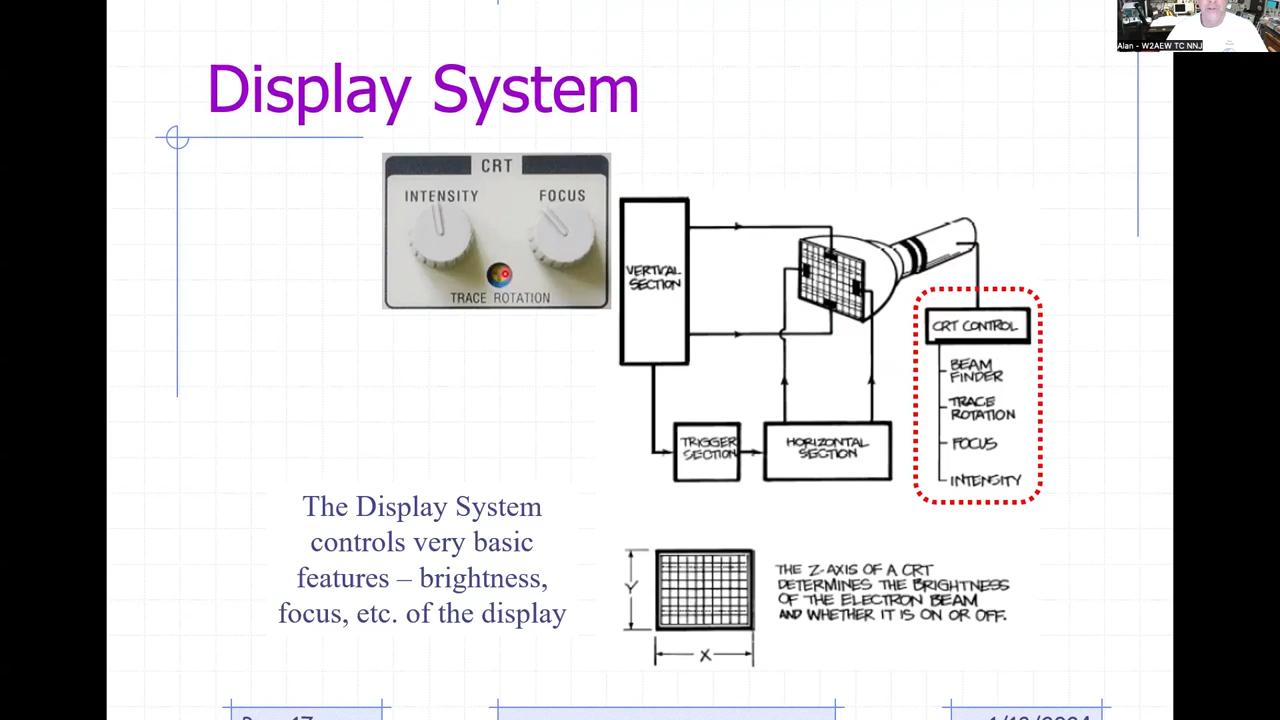 Alan - W2AEW TC NNJ
Display System
CRT
INTENSITY FOCUS
TRACE ROTATION
VERTICAL
SECTION
CRT CONTROL
BEAM
FINDER
TRACE
ROTATION
FOCUS
INTENSITY
TRIGGER
SECTION
HORIZONTAL
SECTION
The Display System
controls very basic
features – brightness,
focus, etc. of the display
Y
X
THE Z-AXIS OF A CRT
DETERMINES THE BRIGHTNESS
OF THE ELECTRON BEAM
AND WHETHER IT IS ON OR OFF.